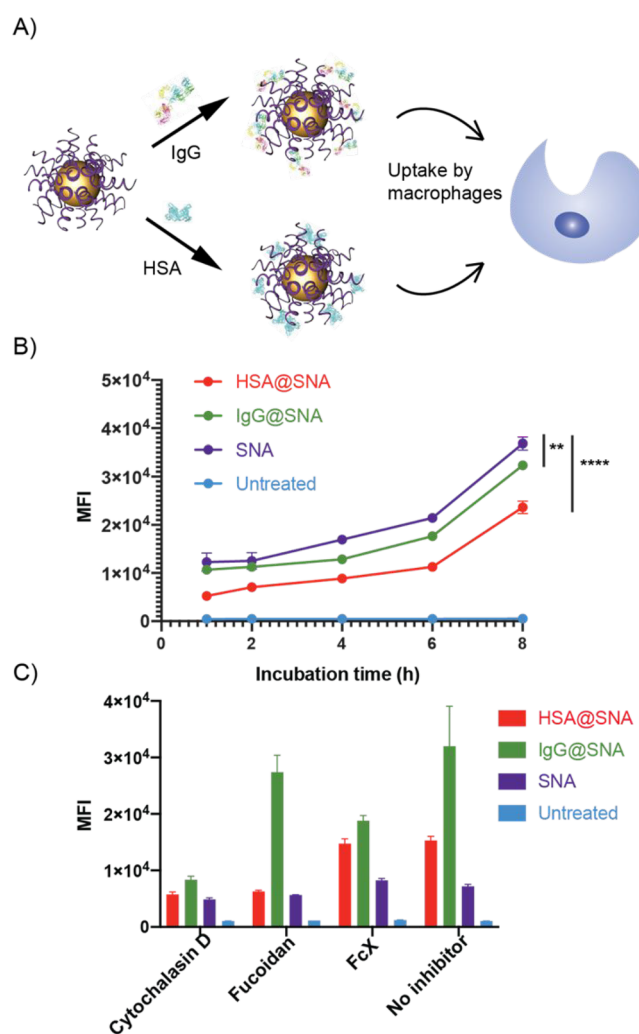 A)
IgG
HSA
Uptake by
macrophages
B)
5×10⁴
4×10⁴
3×10⁴
2×10⁴
1×10⁴
0
MFI
HSA@SNA
IgG@SNA
SNA
Untreated
**
****
0 2 4 6 8
Incubation time (h)
C)
4×10⁴
3×10⁴
2×10⁴
1×10⁴
0
MFI
HSA@SNA
IgG@SNA
SNA
Untreated
Cytochalasin D
Fucoidan
FcX
No inhibitor